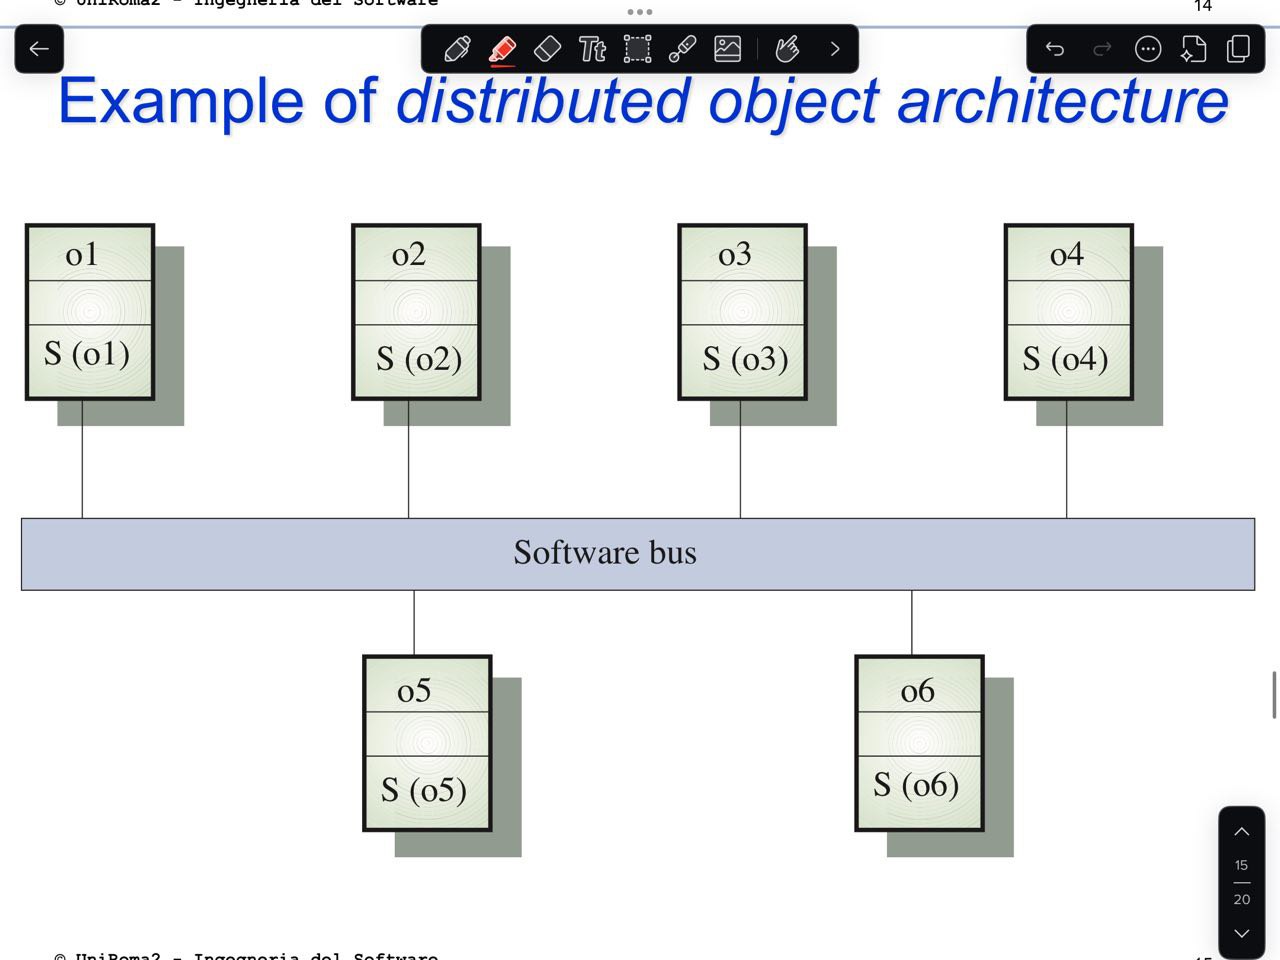 © UniRoma2 - Ingegneria del Software
14
Tt
Example of distributed object architecture
o1
o2
o3
o4
S (o1)
S (o2)
S (o3)
S (o4)
Software bus
o5
o6
S (o5)
S (o6)
15
20
© UniRoma2 - Ingegneria del Software
15